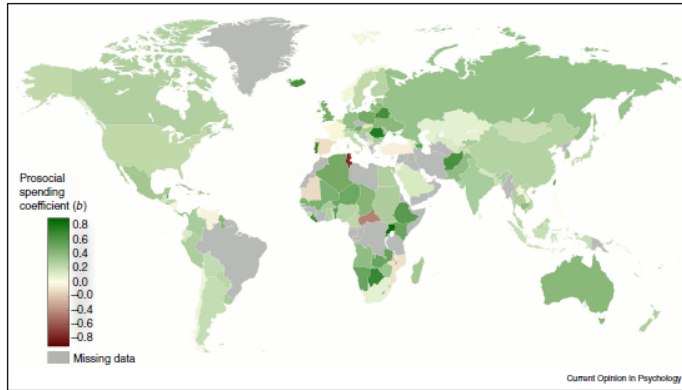 Prosocial
spending
coefficient (b)
0.8
0.6
0.4
0.2
0.0
−0.0
−0.2
−0.4
−0.6
−0.8
Missing data
Current Opinion in Psychology